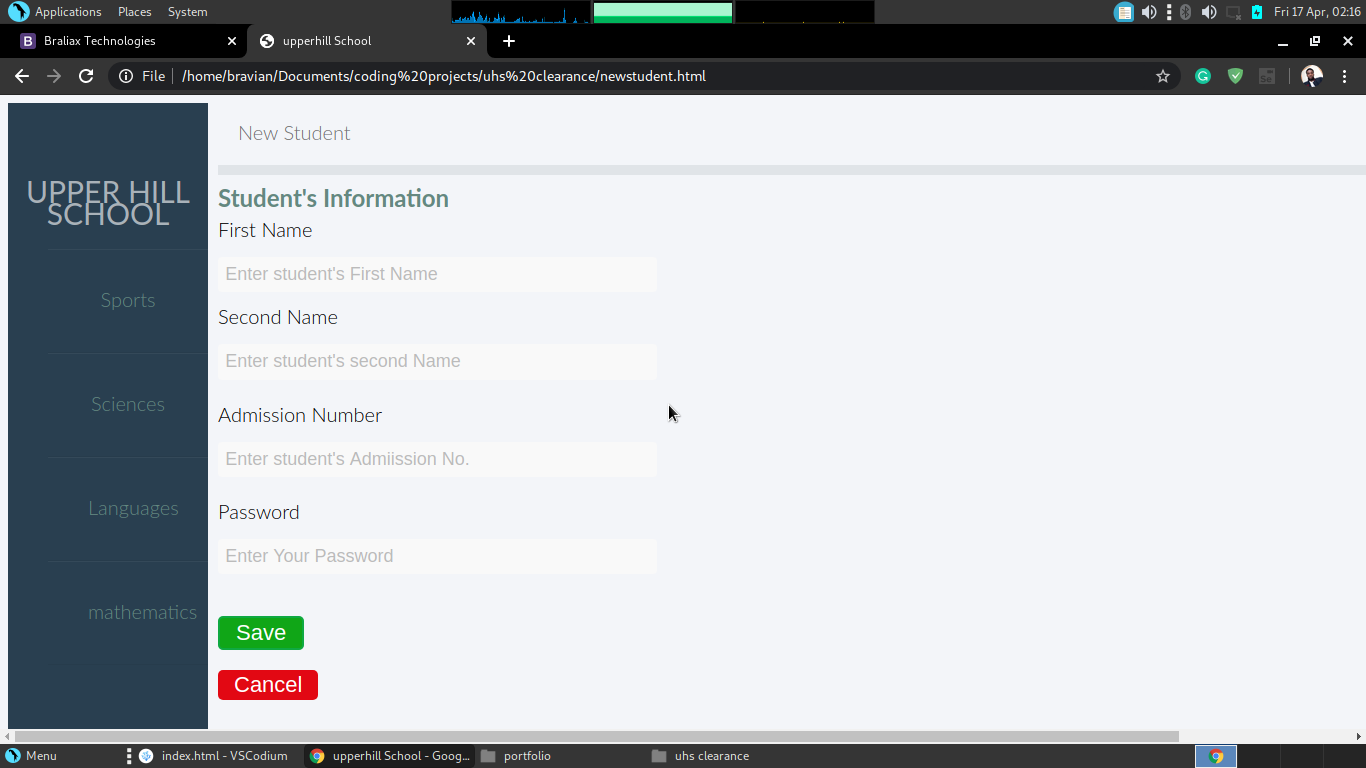 Applications Places System Fri 17 Apr, 02:16
Braliax Technologies upperhill School
File /home/bravian/Documents/coding%20projects/uhs%20clearance/newstudent.html
New Student
UPPER HILL
SCHOOL
Sports
Sciences
Languages
mathematics
Student's Information
First Name
Enter student's First Name
Second Name
Enter student's second Name
Admission Number
Enter student's Admiission No.
Password
Enter Your Password
Save
Cancel
Menu index.html - VSCodium upperhill School - Goog... portfolio uhs clearance